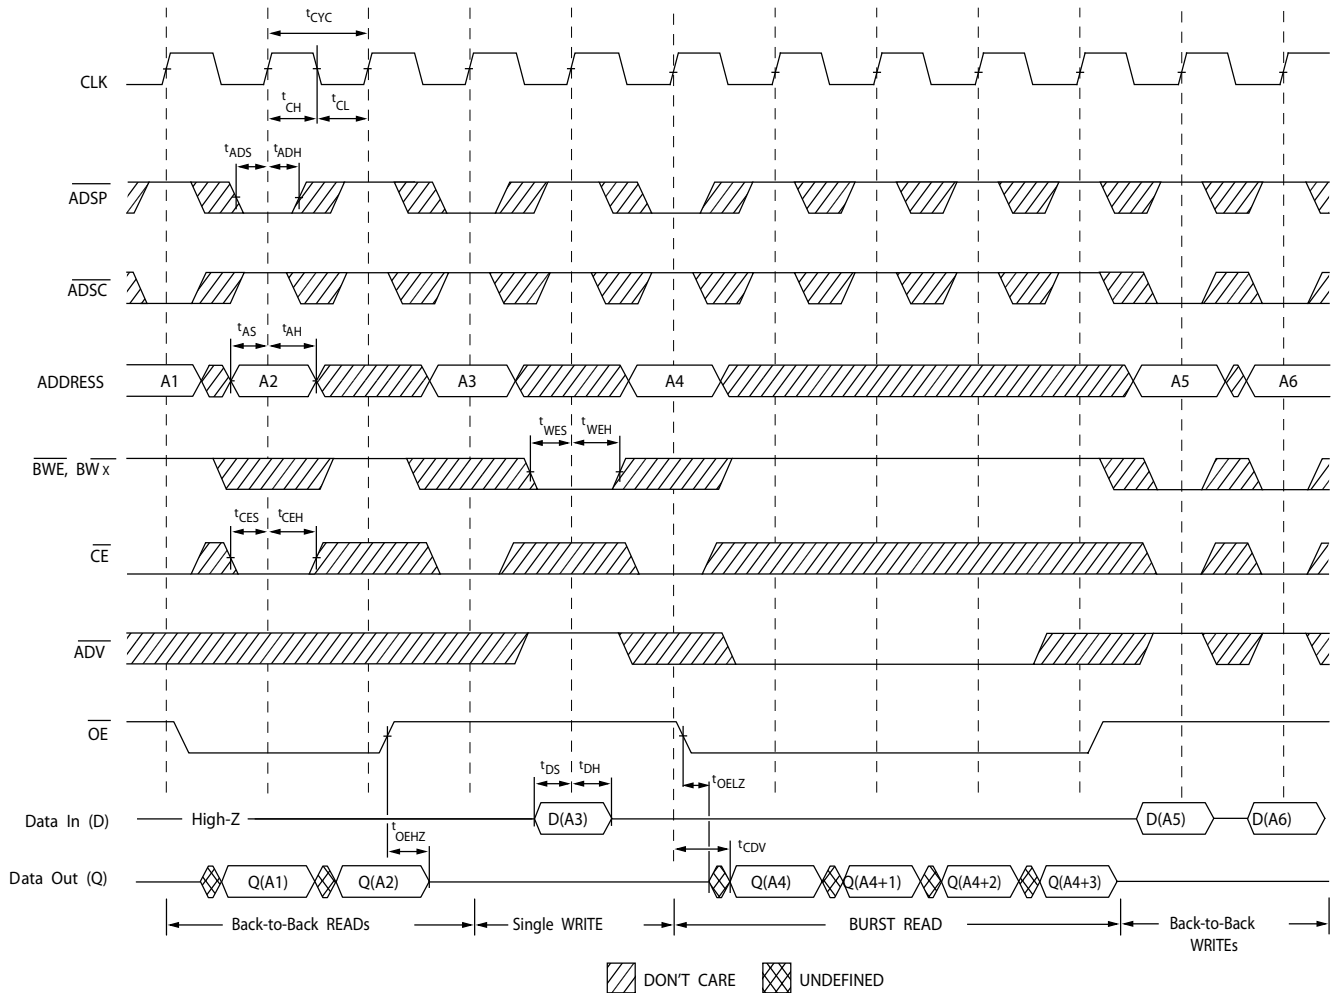 tCYC
CLK
tCH
tCL
tADS
tADH
ADSP
ADSC
tAS
tAH
ADDRESS
A1
A2
A3
A4
A5
A6
tWES
tWEH
BWE, BWx
tCES
tCEH
CE
ADV
OE
tDS
tDH
tOELZ
Data In (D)
High-Z
D(A3)
D(A5)
D(A6)
tOEHZ
tCDV
Data Out (Q)
Q(A1)
Q(A2)
Q(A4)
Q(A4+1)
Q(A4+2)
Q(A4+3)
Back-to-Back READs
Single WRITE
BURST READ
Back-to-Back
WRITEs
DON'T CARE
UNDEFINED